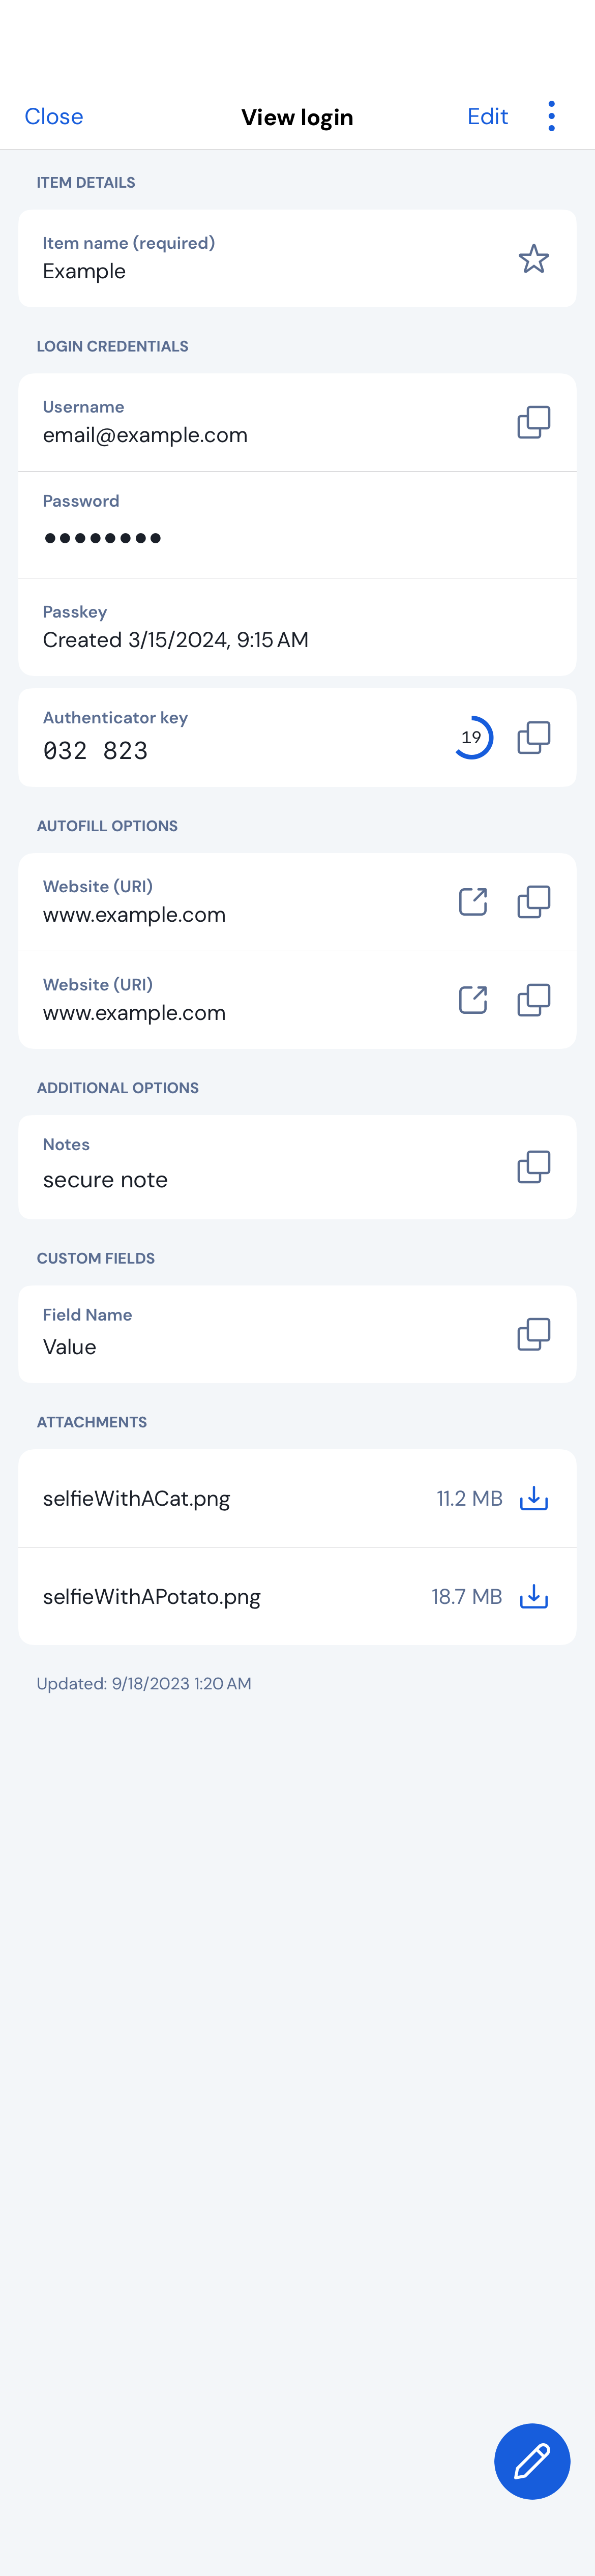 Close
View login
Edit
ITEM DETAILS
Item name (required)
Example
LOGIN CREDENTIALS
Username
email@example.com
Password
••••••••
Passkey
Created 3/15/2024, 9:15 AM
Authenticator key
032 823
19
AUTOFILL OPTIONS
Website (URI)
www.example.com
Website (URI)
www.example.com
ADDITIONAL OPTIONS
Notes
secure note
CUSTOM FIELDS
Field Name
Value
ATTACHMENTS
selfieWithACat.png 11.2 MB
selfieWithAPotato.png 18.7 MB
Updated: 9/18/2023 1:20 AM